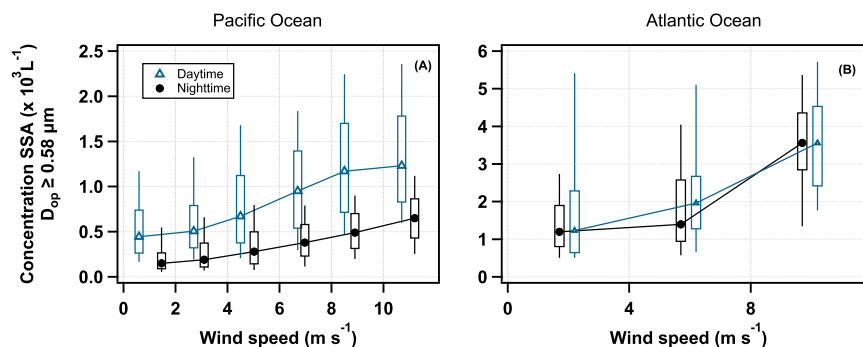 Pacific Ocean
Atlantic Ocean
Concentration SSA (x 10³L⁻¹)
Dop ≥ 0.58 µm
2.5
2.0
1.5
1.0
0.5
0.0
(A)
Daytime
Nighttime
0 2 4 6 8 10
Wind speed (m s⁻¹)
6
5
4
3
2
1
0
(B)
0 4 8
Wind speed (m s⁻¹)